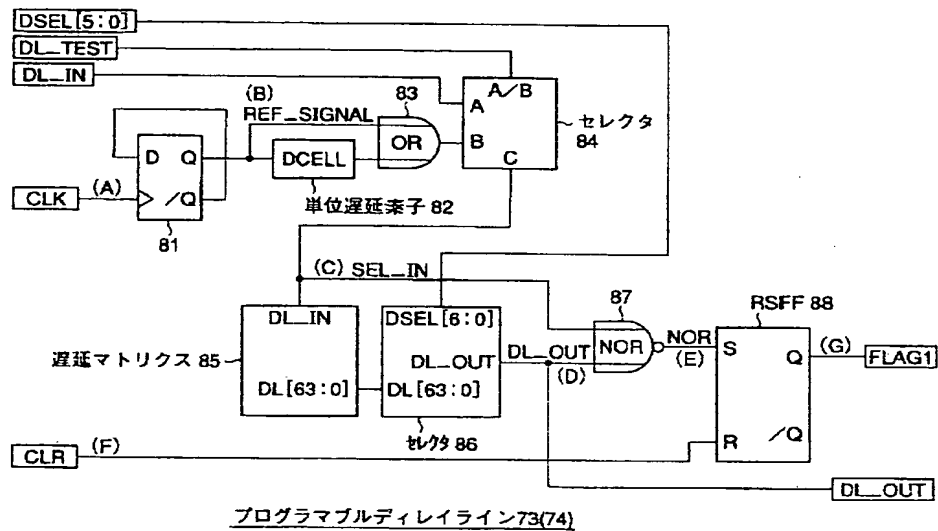 DSEL[5:0]
DL_TEST
DL_IN
(B)
REF_SIGNAL
83
OR
A/B
A
B
C
セレクタ
84
D Q
/Q
DCELL
CLK
(A)
単位遅延素子 82
81
(C) SEL_IN
DL_IN
遅延マトリクス 85
DL[63:0]
DSEL[6:0]
DL_OUT
DL[63:0]
セレクタ 86
DL_OUT
(D)
87
NOR
NOR
(E)
RSFF 88
S
Q
R
/Q
(G)
FLAG1
CLR
(F)
DL_OUT
プログラマブルディレイライン73(74)